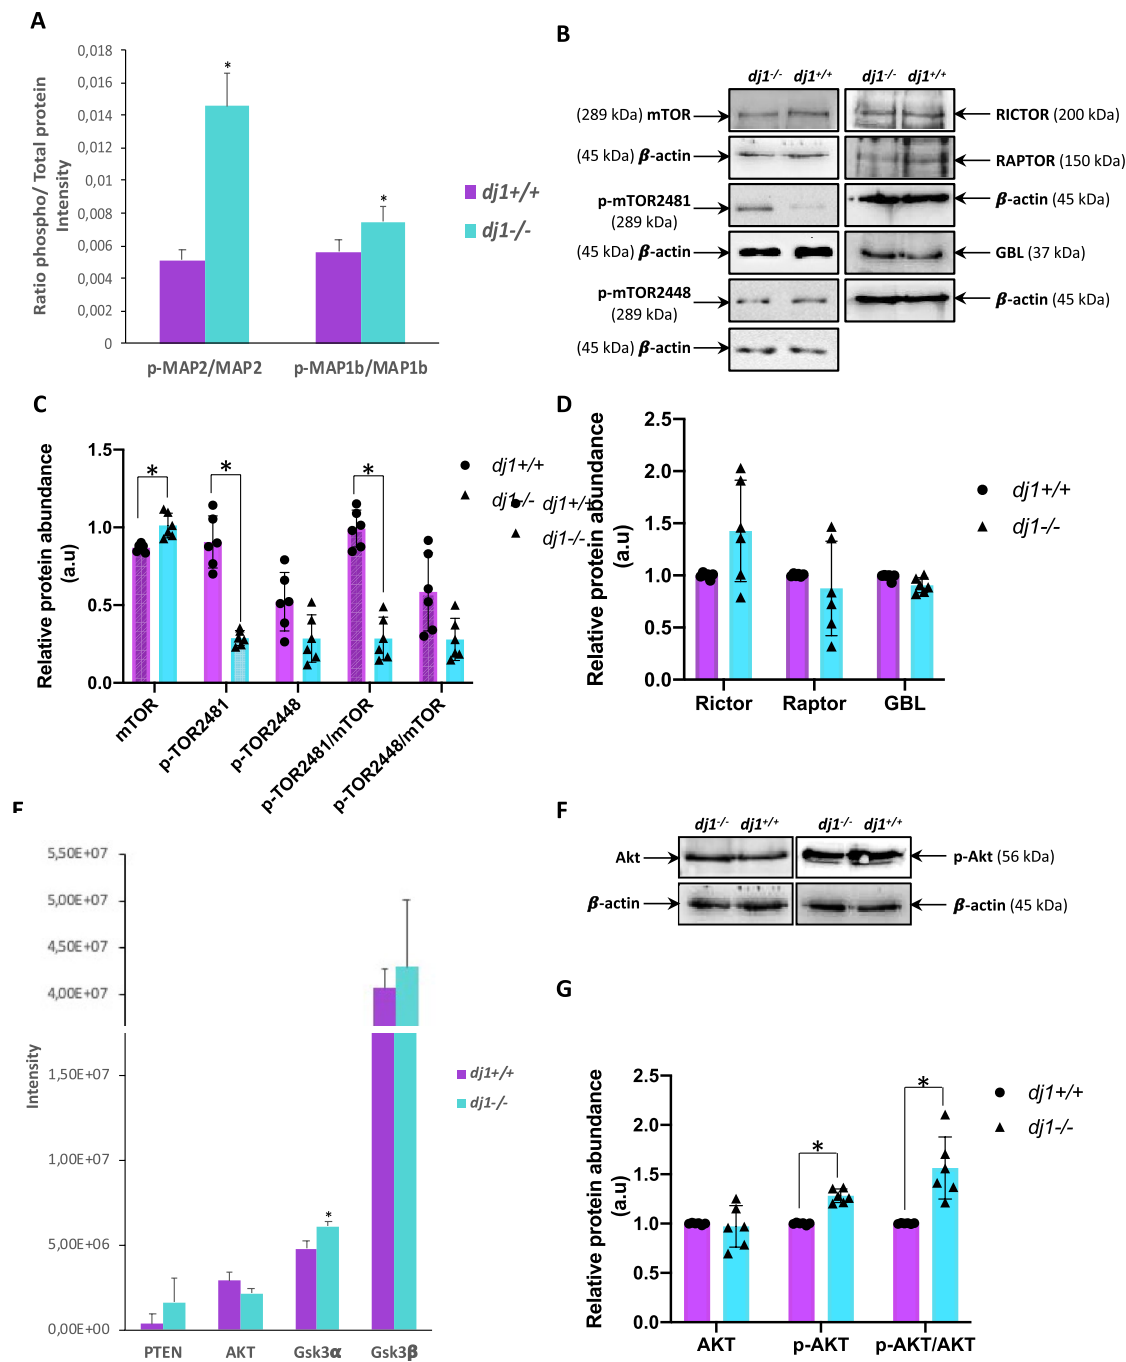 A
0,018
0,016
0,014
0,012
0,01
0,008
0,006
0,004
0,002
0
Ratio phospho/ Total protein
Intensity
*
*
p-MAP2/MAP2
p-MAP1b/MAP1b
dj1+/+
dj1-/-
B
dj1-/- dj1+/+
dj1-/- dj1+/+
(289 kDa) mTOR
(45 kDa) β-actin
p-mTOR2481
(289 kDa)
(45 kDa) β-actin
p-mTOR2448
(289 kDa)
(45 kDa) β-actin
RICTOR (200 kDa)
RAPTOR (150 kDa)
β-actin (45 kDa)
GBL (37 kDa)
β-actin (45 kDa)
C
1.5
1.0
0.5
0.0
Relative protein abundance
(a.u)
*
*
*
dj1+/+
dj1-/-
dj1+/+
dj1-/-
mTOR
p-TOR2481
p-TOR2448
p-TOR2481/mTOR
p-TOR2448/mTOR
D
2.5
2.0
1.5
1.0
0.5
0.0
Relative protein abundance
(a.u)
dj1+/+
dj1-/-
Rictor
Raptor
GBL
5,50E+07
5,00E+07
4,50E+07
4,00E+07
1,50E+07
1,00E+07
5,00E+06
0,00E+00
Intensity
*
dj1+/+
dj1-/-
PTEN
AKT
Gsk3α
Gsk3β
F
dj1-/- dj1+/+
dj1-/- dj1+/+
Akt
β-actin
p-Akt (56 kDa)
β-actin (45 kDa)
G
2.5
2.0
1.5
1.0
0.5
0.0
Relative protein abundance
(a.u)
*
*
dj1+/+
dj1-/-
AKT
p-AKT
p-AKT/AKT